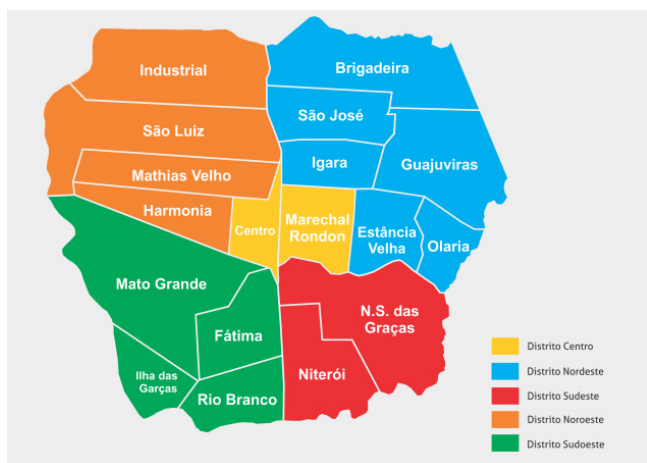 Industrial
Brigadeira
São José
São Luiz
Igara
Guajuviras
Mathias Velho
Harmonia
Centro
Marechal
Rondon
Estância
Velha
Olaria
Mato Grande
N.S. das
Graças
Fátima
Ilha das
Garças
Niterói
Rio Branco
Distrito Centro
Distrito Nordeste
Distrito Sudeste
Distrito Noroeste
Distrito Sudoeste